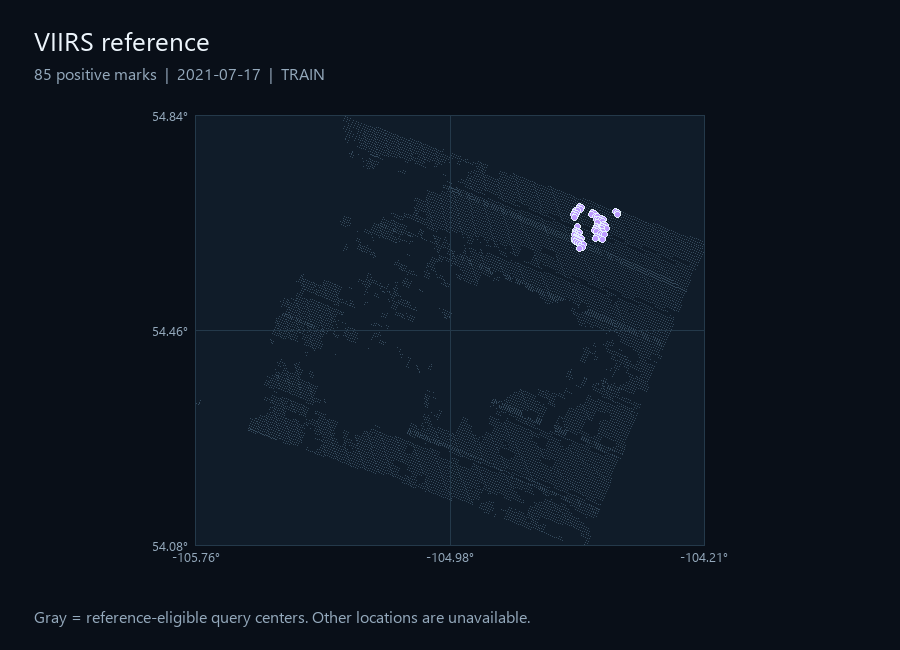 VIIRS reference
85 positive marks | 2021-07-17 | TRAIN
54.84°
54.46°
54.08°
-105.76°
-104.98°
-104.21°
Gray = reference-eligible query centers. Other locations are unavailable.